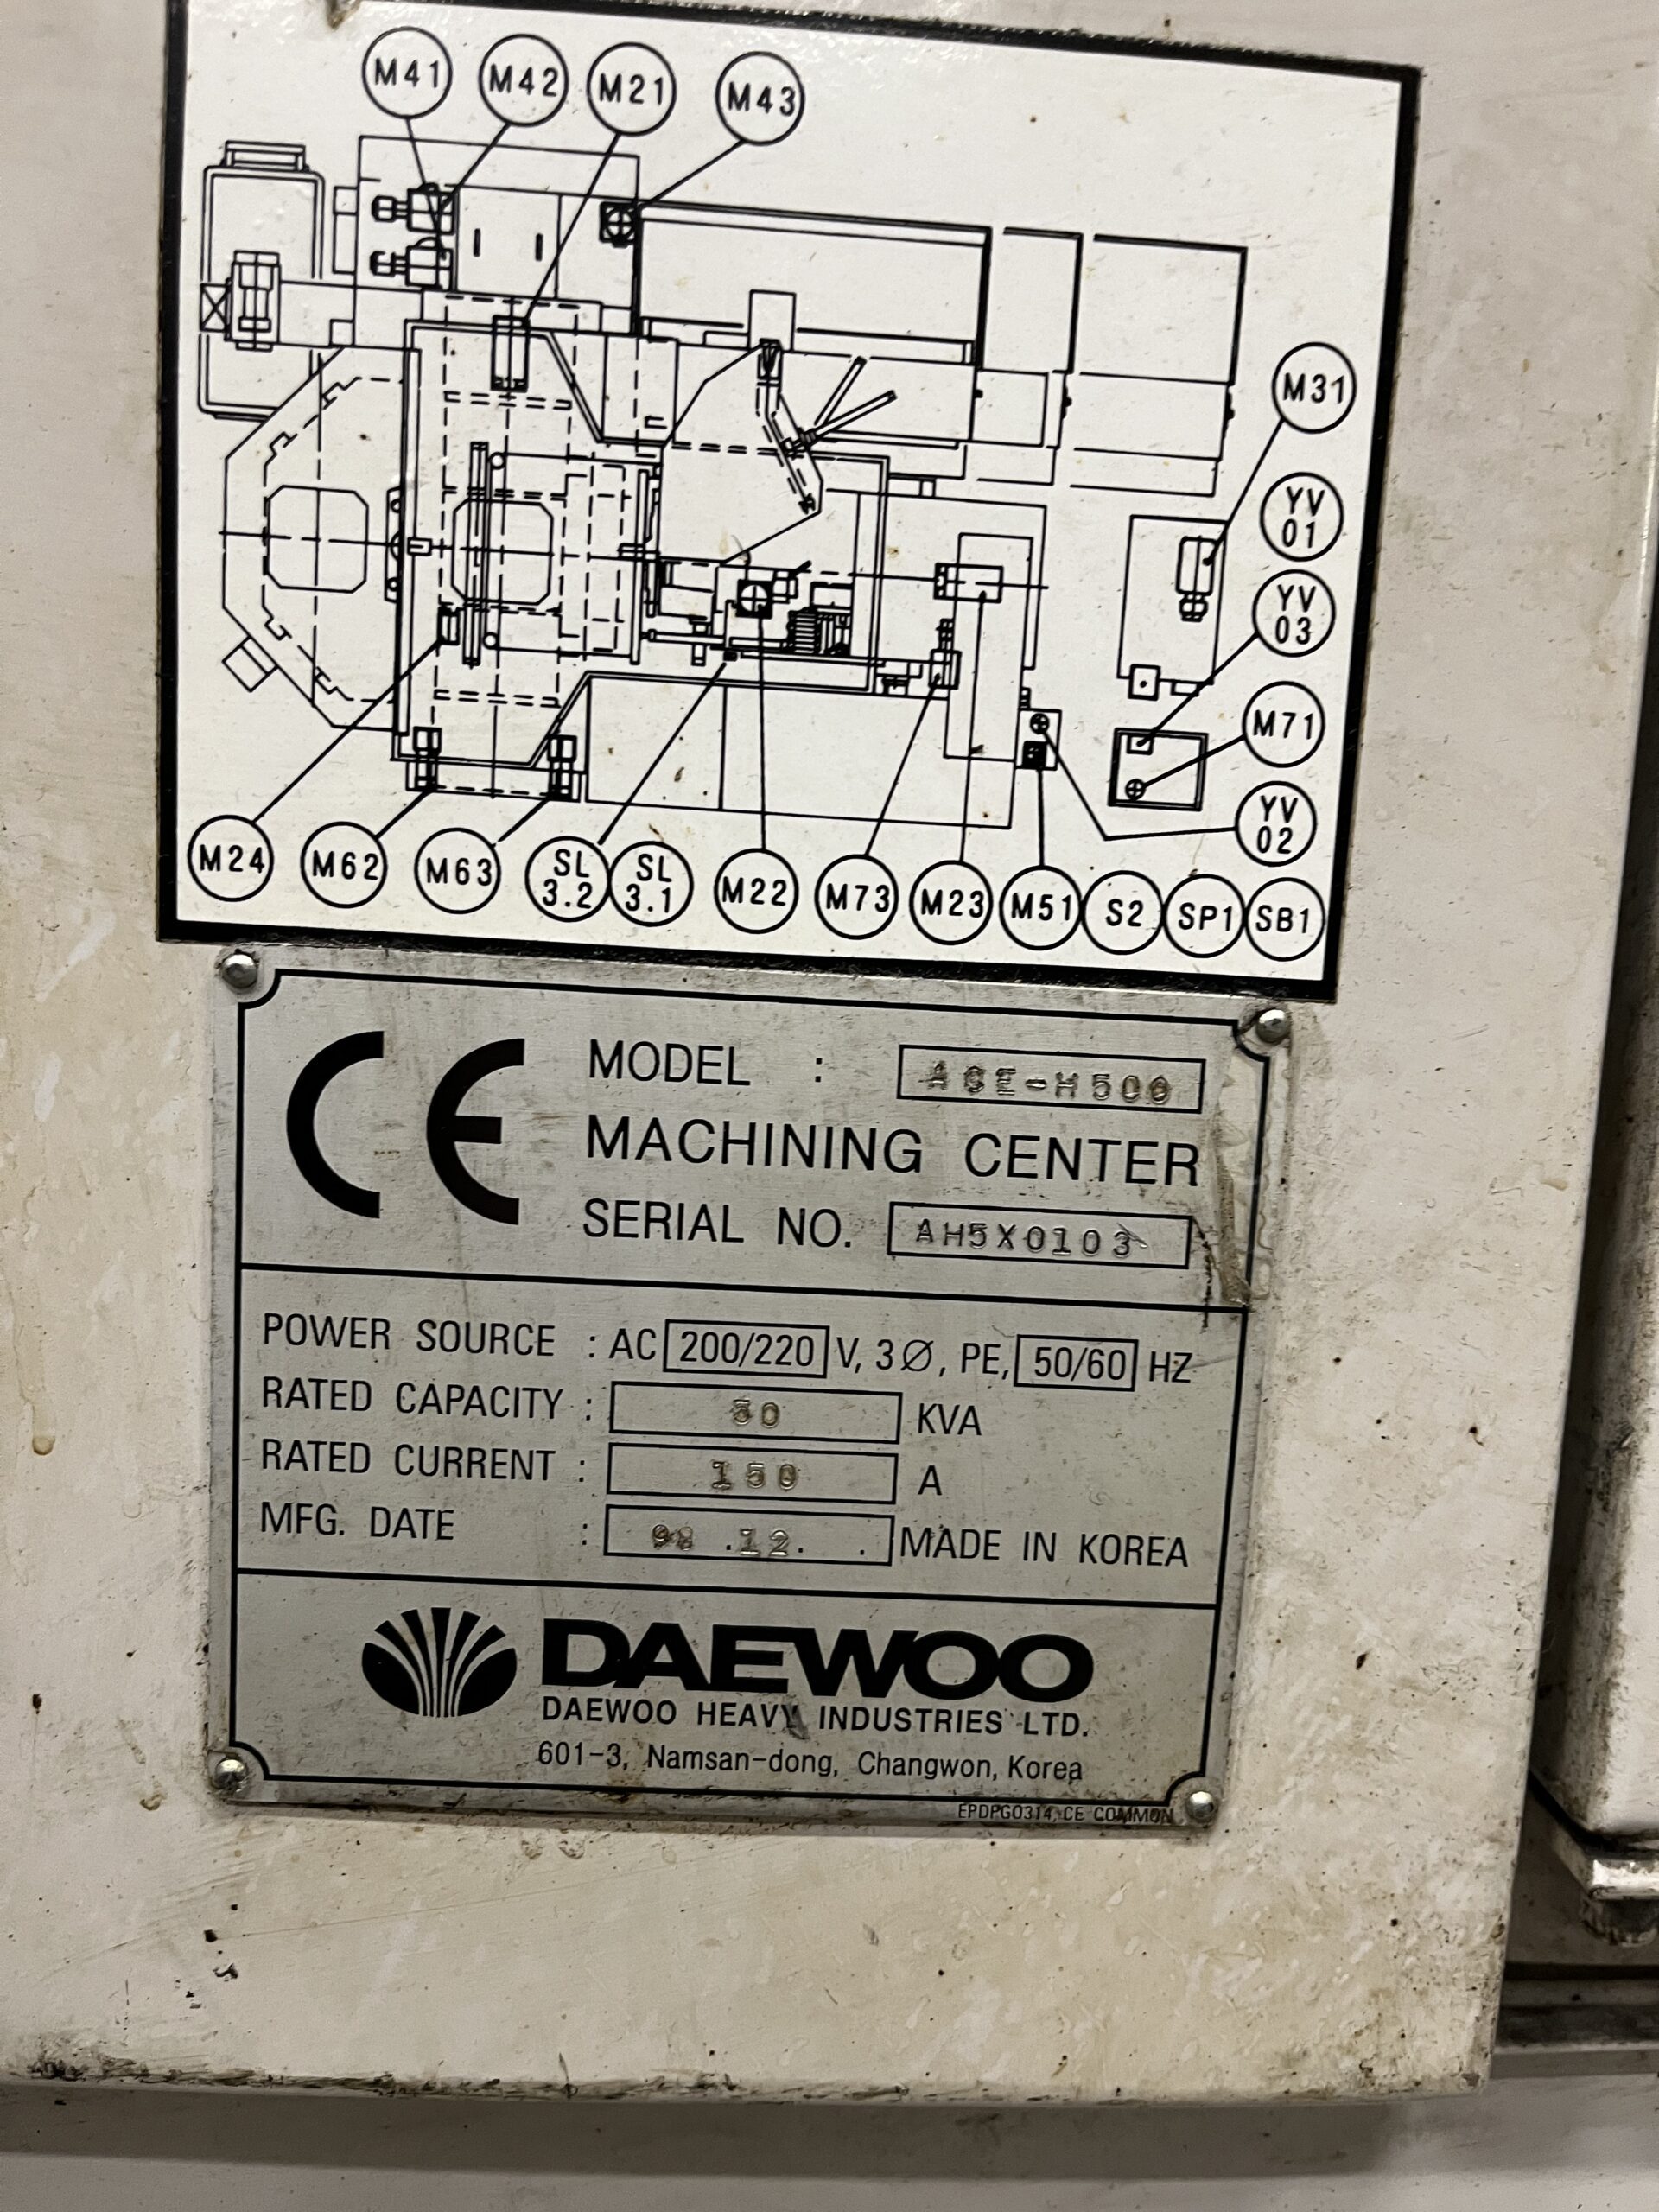 M41 M42 M21 M43
M31
YV
01
YV
03
M71
YV
02
M24 M62 M63 SL 3.2 SL 3.1 M22 M73 M23 M51 S2 SP1 SB1
CE
MODEL : ACE-H500
MACHINING CENTER
SERIAL NO. AH5X0103
POWER SOURCE : AC 200/220 V, 3Ø, PE, 50/60 HZ
RATED CAPACITY : 50 KVA
RATED CURRENT : 150 A
MFG. DATE : 98 .12. . MADE IN KOREA
DAEWOO
DAEWOO HEAVY INDUSTRIES LTD.
601-3, Namsan-dong, Changwon, Korea
EPDPG0314, CE COMMON